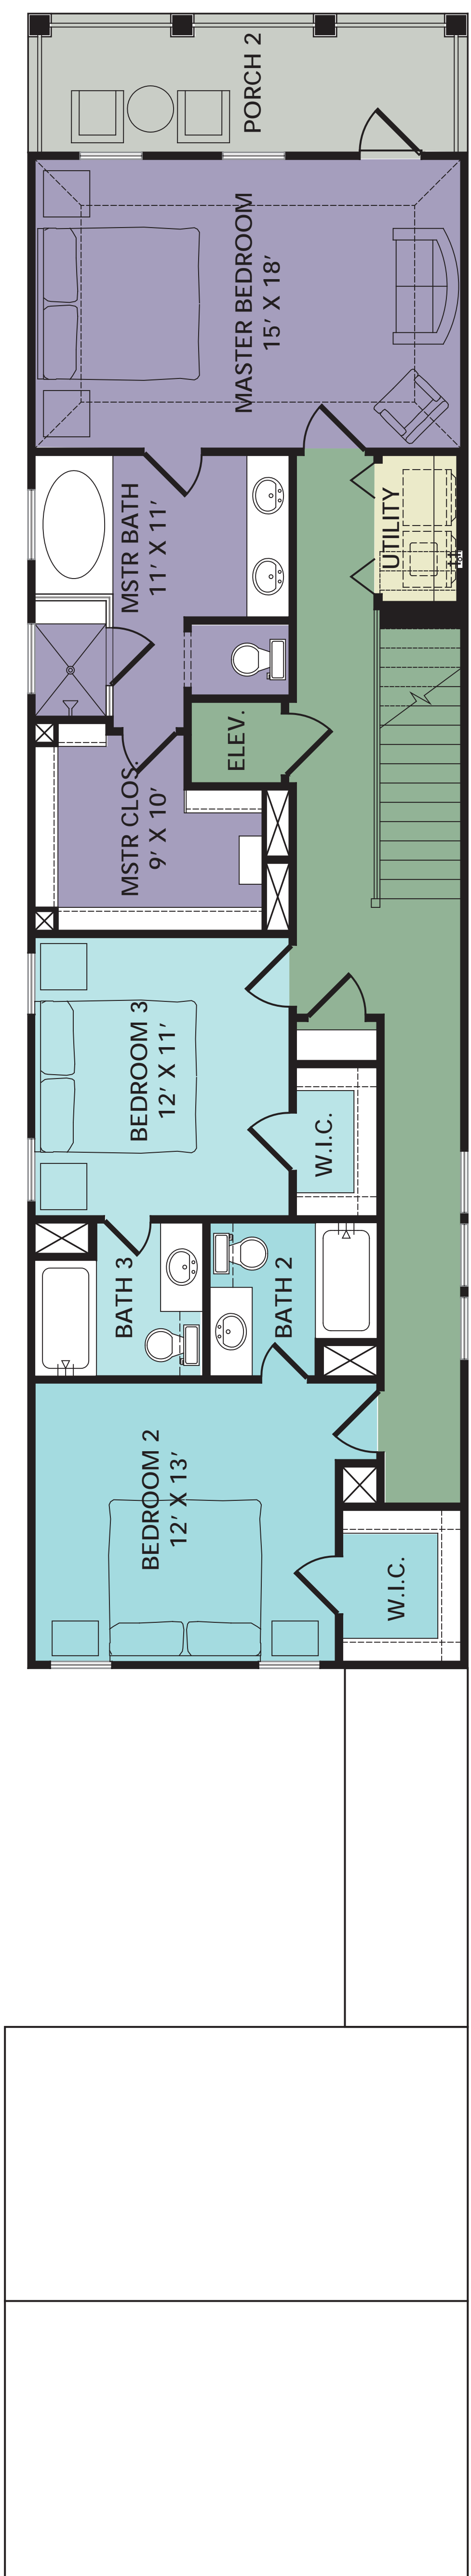 PORCH 2
MASTER BEDROOM
15' X 18'
MSTR BATH
11' X 11'
UTILITY
ELEV.
MSTR CLOS.
9' X 10'
BEDROOM 3
12' X 11'
W.I.C.
BATH 3
BATH 2
BEDROOM 2
12' X 13'
W.I.C.